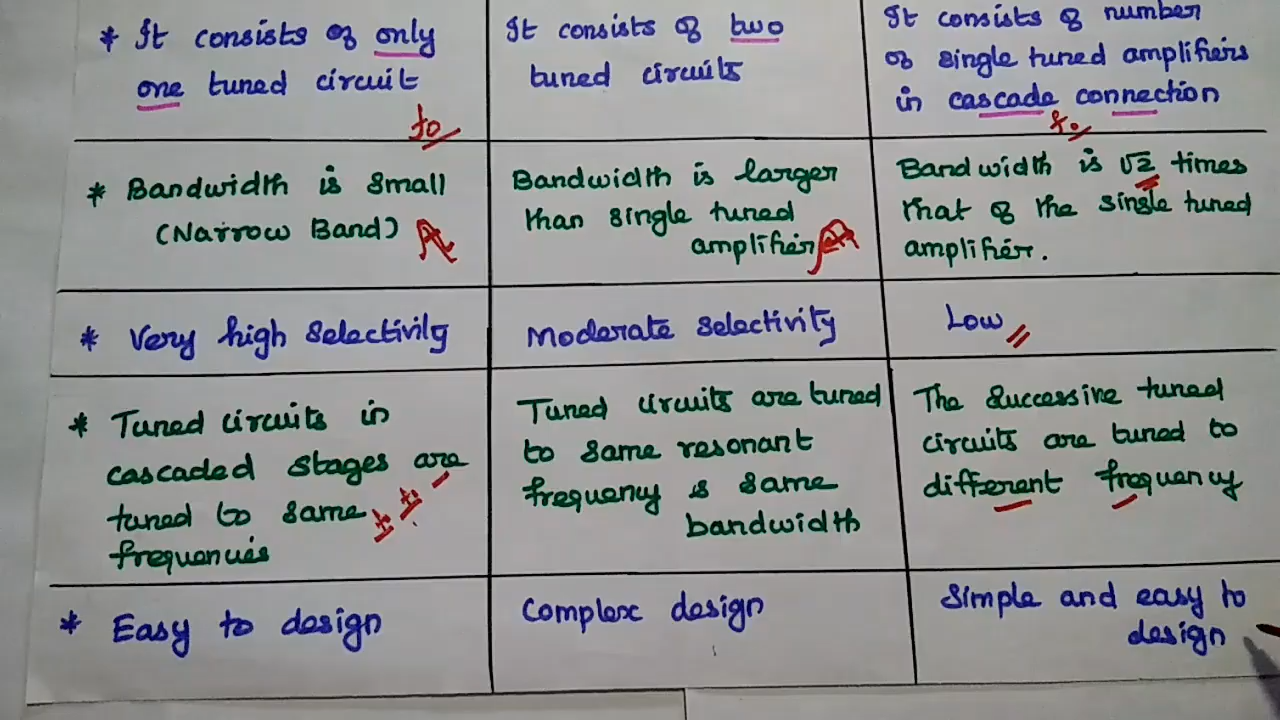 * It consists of only
one tuned circuit
fo
It consists of two
tuned circuits
It consists of number
of single tuned amplifiers
in cascade connection
fo
* Bandwidth is small
(Narrow Band)
Bandwidth is larger
than single tuned
amplifier
Bandwidth is √2 times
that of the single tuned
amplifier.
* Very high selectivity
Moderate selectivity
Low
* Tuned circuits in
cascaded stages are
tuned to same
frequencies
Tuned circuits are tuned
to same resonant
frequency is same
bandwidth
The successive tuned
circuits are tuned to
different frequency
* Easy to design
Complex design
Simple and easy to
design